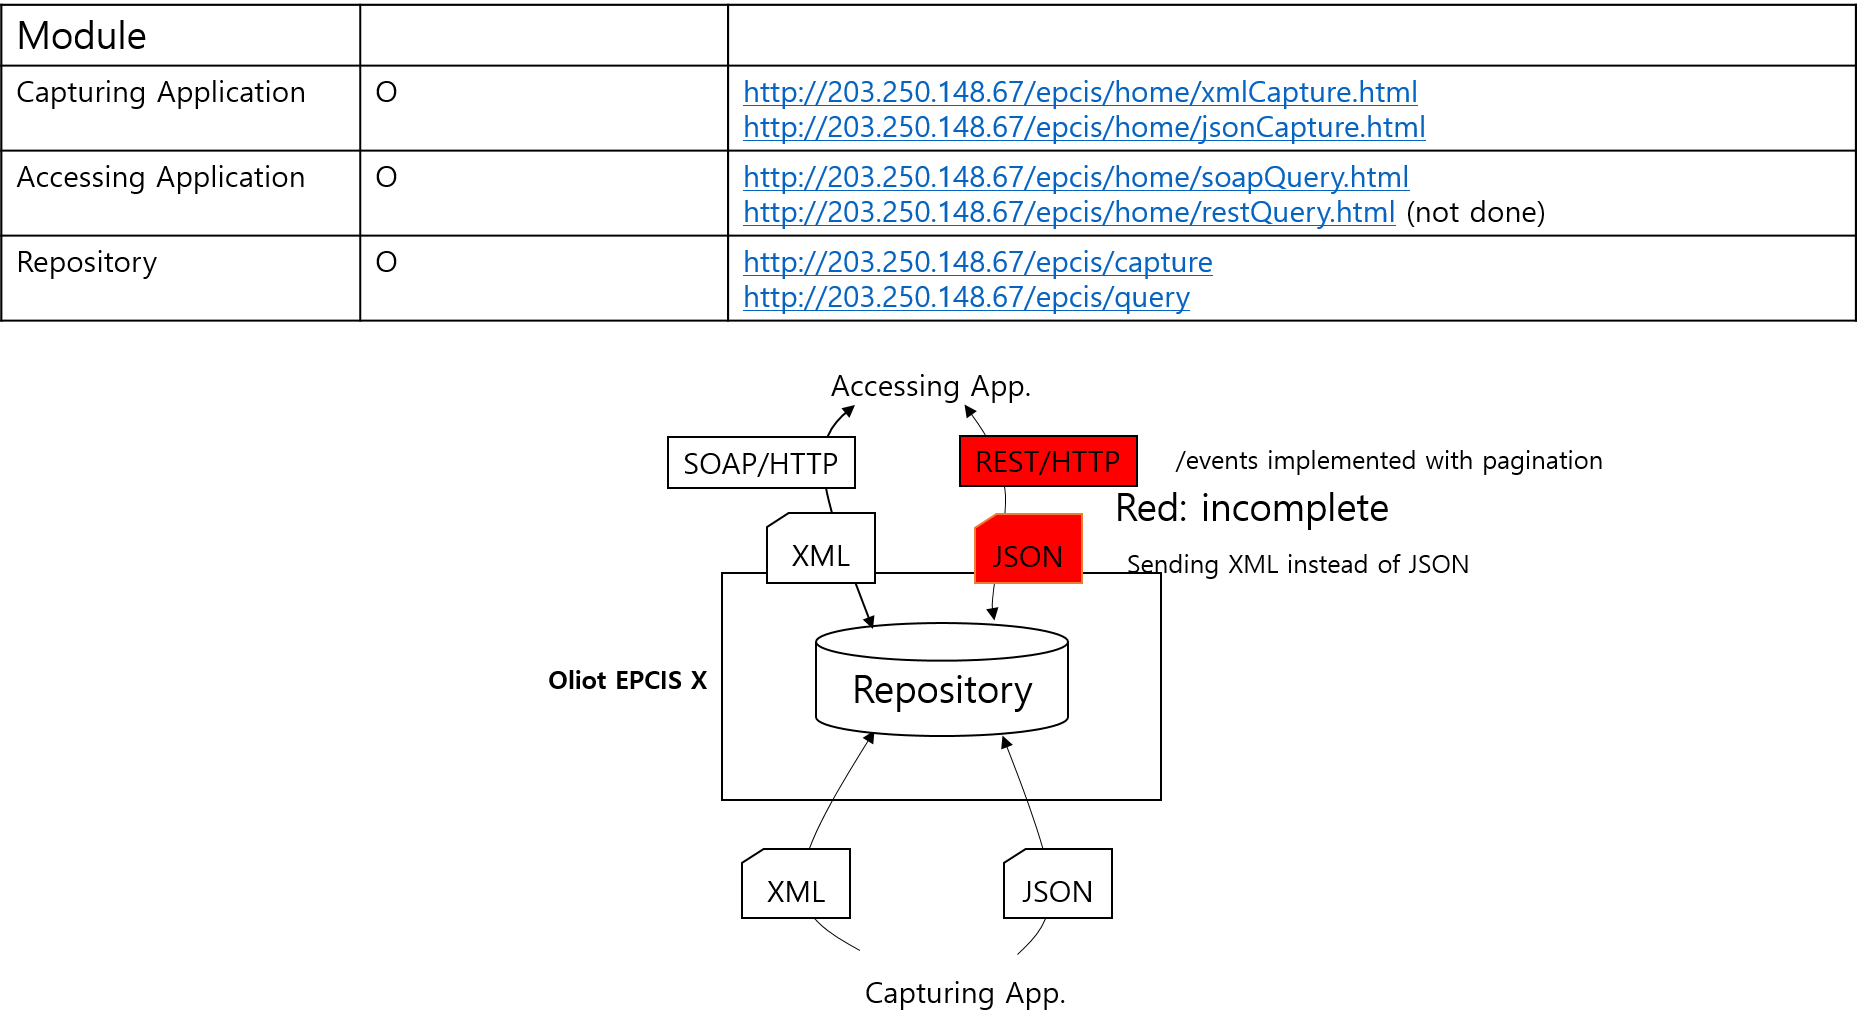 Module
Capturing Application
O
http://203.250.148.67/epcis/home/xmlCapture.html
http://203.250.148.67/epcis/home/jsonCapture.html
Accessing Application
O
http://203.250.148.67/epcis/home/soapQuery.html
http://203.250.148.67/epcis/home/restQuery.html (not done)
Repository
O
http://203.250.148.67/epcis/capture
http://203.250.148.67/epcis/query
Accessing App.
SOAP/HTTP
REST/HTTP
/events implemented with pagination
Red: incomplete
XML
JSON
Sending XML instead of JSON
Oliot EPCIS X
Repository
XML
JSON
Capturing App.